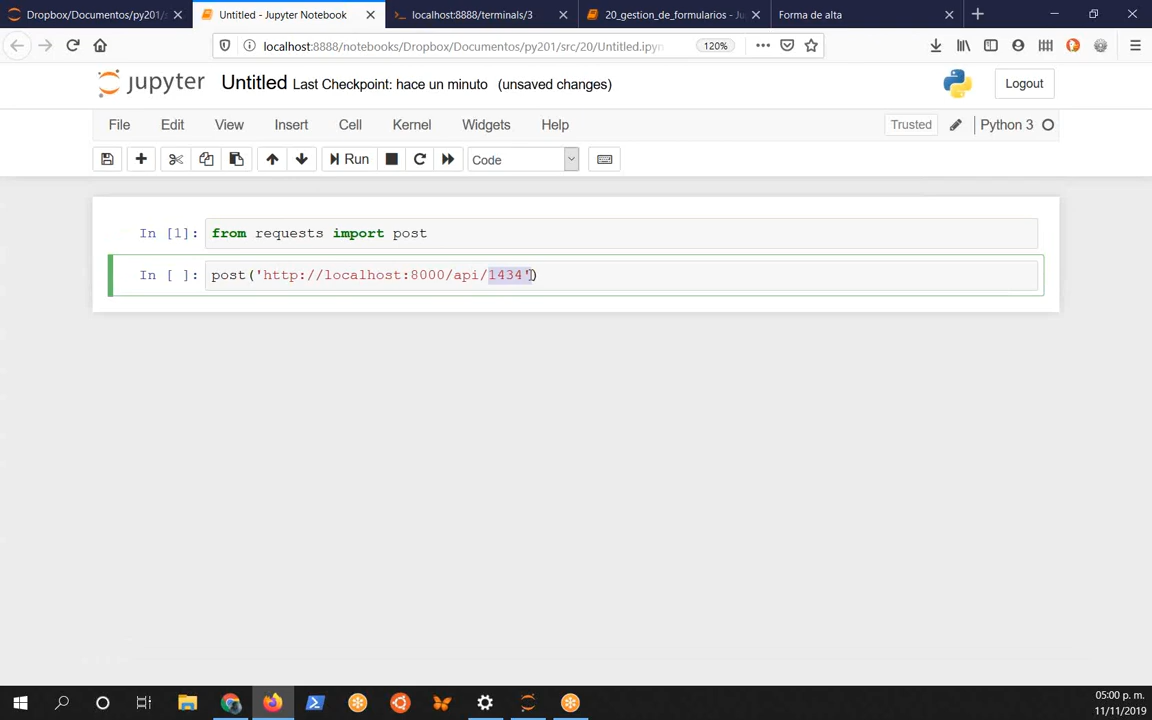 Dropbox/Documentos/py201/s
Untitled - Jupyter Notebook
localhost:8888/terminals/3
20_gestion_de_formularios - Ju
Forma de alta
localhost:8888/notebooks/Dropbox/Documentos/py201/src/20/Untitled.ipyn
120%
jupyter Untitled Last Checkpoint: hace un minuto (unsaved changes)
Logout
File Edit View Insert Cell Kernel Widgets Help
Trusted
Python 3
Run
Code
In [1]: from requests import post
In [ ]: post('http://localhost:8000/api/1434')
05:00 p. m.
11/11/2019